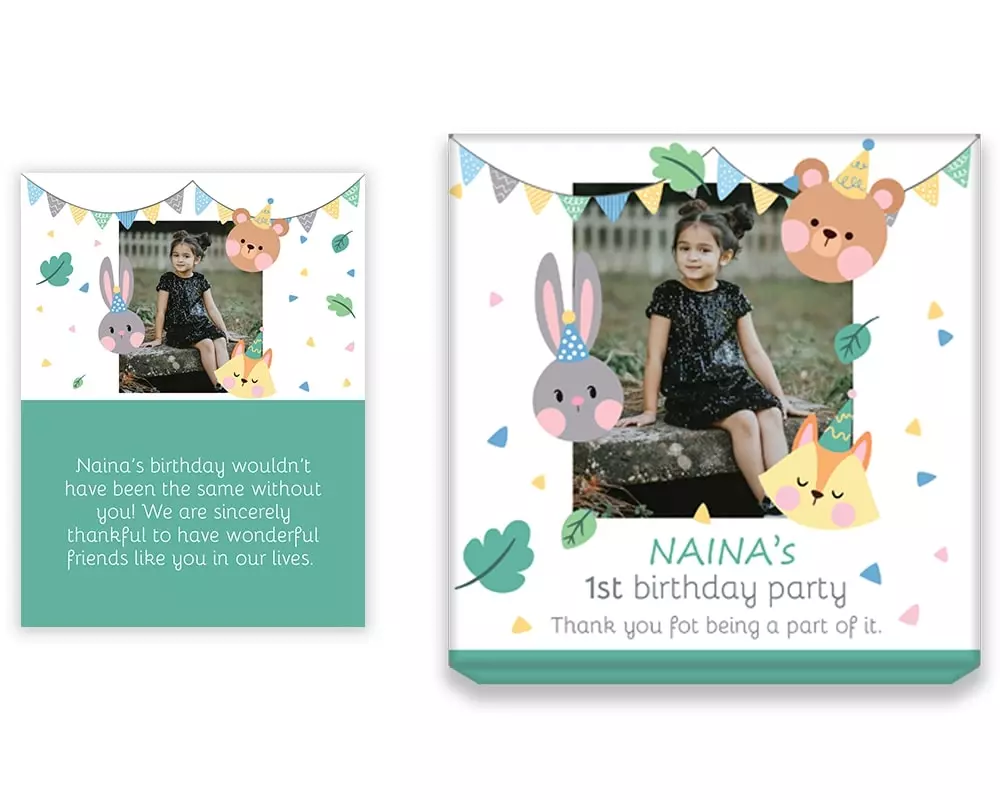 Naina's birthday wouldn't
have been the same without
you! We are sincerely
thankful to have wonderful
friends like you in our lives.
NAINA's
1st birthday party
Thank you fot being a part of it.